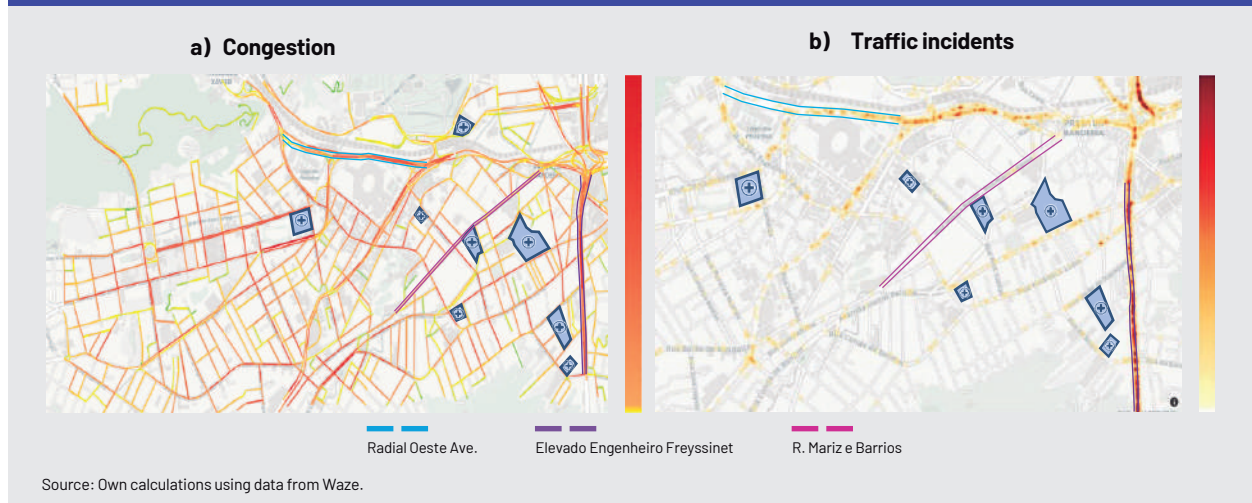 a) Congestion
b) Traffic incidents
Radial Oeste Ave.
Elevado Engenheiro Freyssinet
R. Mariz e Barrios
Source: Own calculations using data from Waze.